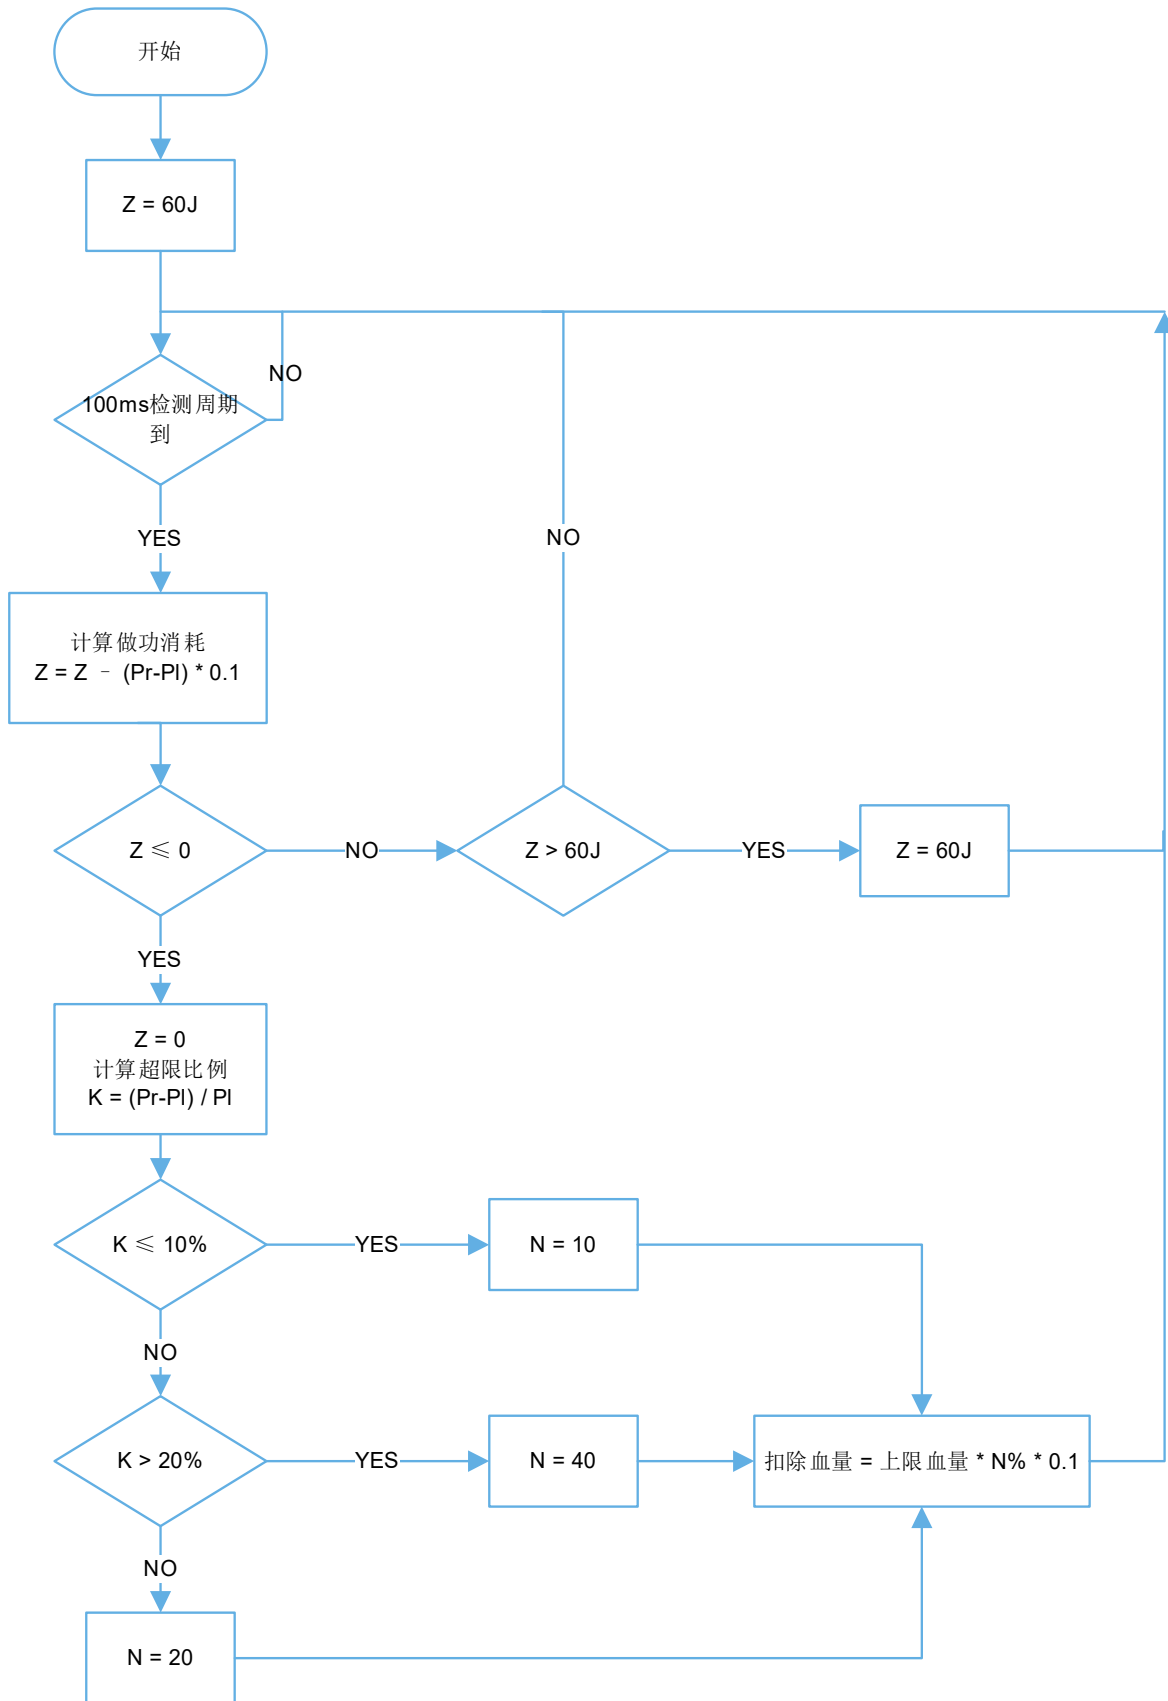 开始
Z = 60J
NO
100ms检测周期
到
YES
NO
计算做功消耗
Z = Z – (Pr-Pl) * 0.1
Z ≤ 0
NO
Z > 60J
YES
Z = 60J
YES
Z = 0
计算超限比例
K = (Pr-Pl) / Pl
K ≤ 10%
YES
N = 10
NO
K > 20%
YES
N = 40
扣除血量 = 上限血量 * N% * 0.1
NO
N = 20